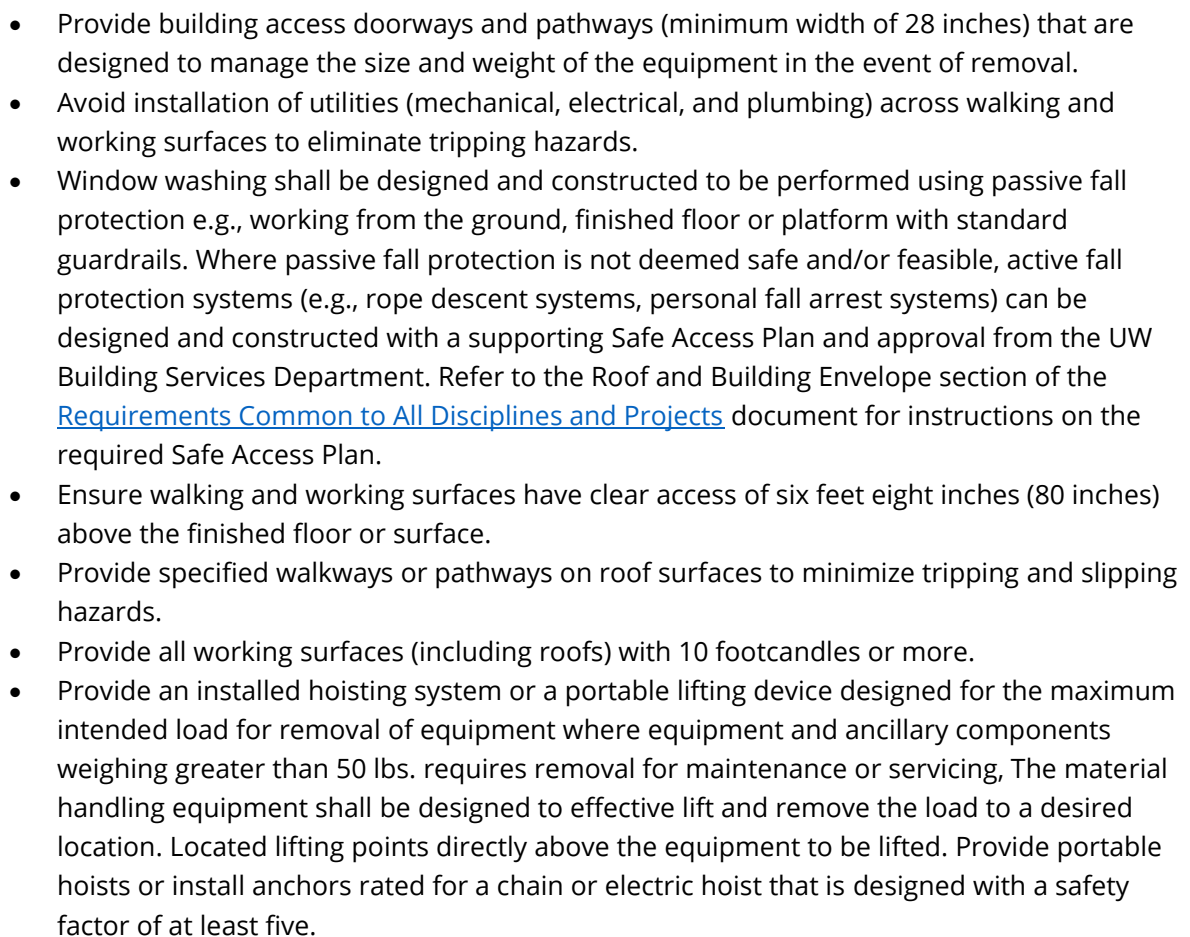 • Provide building access doorways and pathways (minimum width of 28 inches) that are
designed to manage the size and weight of the equipment in the event of removal.
• Avoid installation of utilities (mechanical, electrical, and plumbing) across walking and
working surfaces to eliminate tripping hazards.
• Window washing shall be designed and constructed to be performed using passive fall
protection e.g., working from the ground, finished floor or platform with standard
guardrails. Where passive fall protection is not deemed safe and/or feasible, active fall
protection systems (e.g., rope descent systems, personal fall arrest systems) can be
designed and constructed with a supporting Safe Access Plan and approval from the UW
Building Services Department. Refer to the Roof and Building Envelope section of the
Requirements Common to All Disciplines and Projects document for instructions on the
required Safe Access Plan.
• Ensure walking and working surfaces have clear access of six feet eight inches (80 inches)
above the finished floor or surface.
• Provide specified walkways or pathways on roof surfaces to minimize tripping and slipping
hazards.
• Provide all working surfaces (including roofs) with 10 footcandles or more.
• Provide an installed hoisting system or a portable lifting device designed for the maximum
intended load for removal of equipment where equipment and ancillary components
weighing greater than 50 lbs. requires removal for maintenance or servicing, The material
handling equipment shall be designed to effective lift and remove the load to a desired
location. Located lifting points directly above the equipment to be lifted. Provide portable
hoists or install anchors rated for a chain or electric hoist that is designed with a safety
factor of at least five.